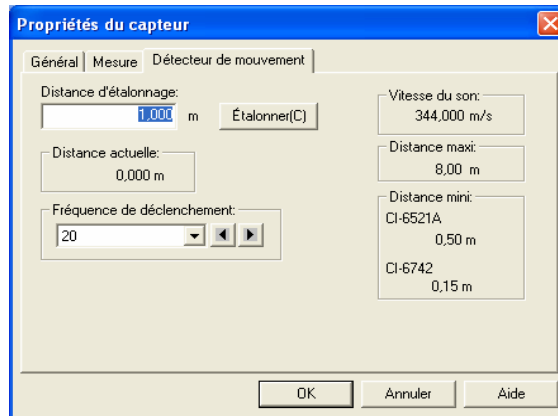 Propriétés du capteur
Général
Mesure
Détecteur de mouvement
Distance d'étalonnage:
1,000 m
Étalonner(C)
Distance actuelle:
0,000 m
Fréquence de déclenchement:
20
Vitesse du son:
344,000 m/s
Distance maxi:
8,00 m
Distance mini:
CI-6521A
0,50 m
CI-6742
0,15 m
OK
Annuler
Aide